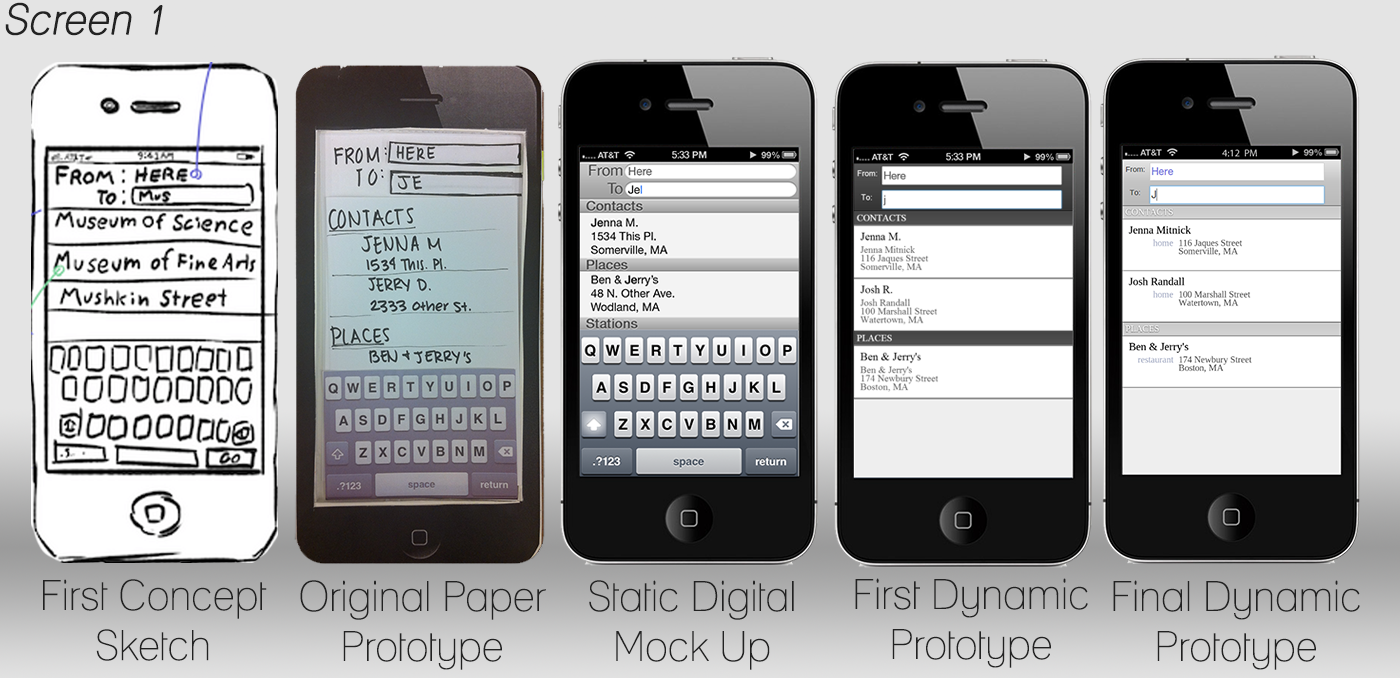 Screen 1
AT&T 9:41 AM
FROM: HERE
TO: Mus
Museum of Science
Museum of Fine Arts
Mushkin Street
.?
GO
First Concept
Sketch
FROM: HERE
TO: JE
CONTACTS
JENNA M
1534 This. Pl.
JERRY D.
2333 Other St.
PLACES
BEN & JERRY'S
Q W E R T Y U I O P
A S D F G H J K L
Z X C V B N M
.?123 space return
Original Paper
Prototype
AT&T 5:33 PM 99%
From Here
To Je
Contacts
Jenna M.
1534 This Pl.
Somerville, MA
Places
Ben & Jerry's
48 N. Other Ave.
Wodland, MA
Stations
Q W E R T Y U I O P
A S D F G H J K L
Z X C V B N M
.?123 space return
Static Digital
Mock Up
AT&T 5:33 PM 99%
From: Here
To: j
CONTACTS
Jenna M.
Jenna Mitnick
116 Jaques Street
Somerville, MA
Josh R.
Josh Randall
100 Marshall Street
Watertown, MA
PLACES
Ben & Jerry's
Ben & Jerry's
174 Newbury Street
Boston, MA
First Dynamic
Prototype
AT&T 4:12 PM 99%
From: Here
To: J
CONTACTS
Jenna Mitnick
home 116 Jaques Street
Somerville, MA
Josh Randall
home 100 Marshall Street
Watertown, MA
PLACES
Ben & Jerry's
restaurant 174 Newbury Street
Boston, MA
Final Dynamic
Prototype